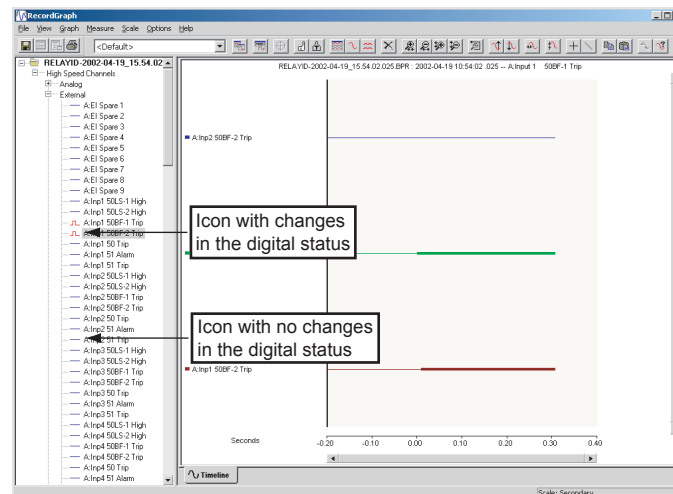 RecordGraph
File View Graph Measure Scale Options Help
<Default>
RELAYID-2002-04-19_15.54.02
High Speed Channels
Analog
External
A:EI Spare 1
A:EI Spare 2
A:EI Spare 3
A:EI Spare 4
A:EI Spare 5
A:EI Spare 6
A:EI Spare 7
A:EI Spare 8
A:EI Spare 9
A:Inp1 50LS-1 High
A:Inp1 50LS-2 High
A:Inp1 50BF-1 Trip
A:Inp1 50BF-2 Trip
A:Inp1 50 Trip
A:Inp1 51 Alarm
A:Inp1 51 Trip
A:Inp2 50LS-1 High
A:Inp2 50LS-2 High
A:Inp2 50BF-1 Trip
A:Inp2 50BF-2 Trip
A:Inp2 50 Trip
A:Inp2 51 Alarm
A:Inp2 51 Trip
A:Inp3 50LS-1 High
A:Inp3 50LS-2 High
A:Inp3 50BF-1 Trip
A:Inp3 50BF-2 Trip
A:Inp3 50 Trip
A:Inp3 51 Alarm
A:Inp3 51 Trip
A:Inp4 50LS-1 High
A:Inp4 50LS-2 High
A:Inp4 50BF-1 Trip
A:Inp4 50BF-2 Trip
A:Inp4 50 Trip
A:Inp4 51 Alarm
RELAYID-2002-04-19_15.54.02.025.BPR : 2002-04-19 10:54:02 .025 -- A:Input 1 50BF-1 Trip
A:Inp2 50BF-2 Trip
Icon with changes
in the digital status
Icon with no changes
in the digital status
A:Inp1 50BF-2 Trip
Seconds
-0.20 -0.10 0.00 0.10 0.20 0.30 0.40
Timeline
Scale: Secondary